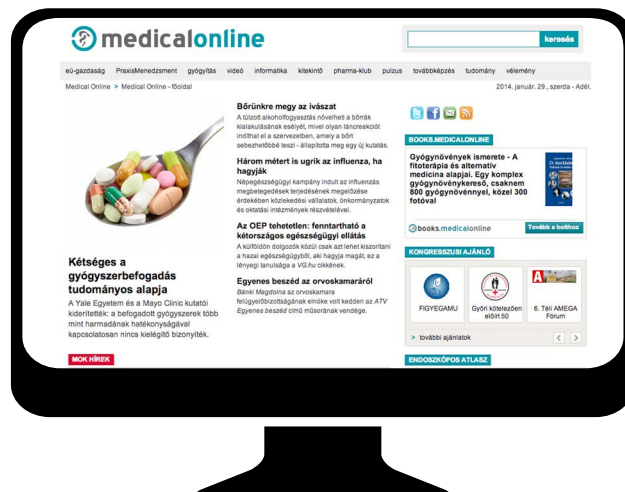 medicalonline
keresés
eü-gazdaság PraxisMenedzsment gyógyítás videó informatika kitekintő pharma-klub pulzus továbbképzés tudomány vélemény
Medical Online > Medical Online - főoldal
2014. január. 29., szerda - Adél.
Kétséges a
gyógyszerbefogadás
tudományos alapja
A Yale Egyetem és a Mayo Clinic kutatói
kiderítették: a befogadott gyógyszerek több
mint harmadának hatékonyságával
kapcsolatosan nincs kielégítő bizonyíték.
MOK HÍREK
Bőrünkre megy az ivászat
A túlzott alkoholfogyasztás növelheti a bőrrák
kialakulásának esélyét, mivel olyan láncreakciót
indíthat el a szervezetben, amely a bőrt
sebezhetőbbé teszi - állapította meg egy új kutatás.
Három métert is ugrik az influenza, ha
hagyják
Népegészségügyi kampány indult az influenzás
megbetegedések terjedésének megelőzése
érdekében közlekedési vállalatok, önkormányzatok
és oktatási intézmények részvételével.
Az OEP tehetetlen: fenntartható a
kétországos egészségügyi ellátás
A külföldön dolgozók közül csak azt lehet kiszorítani
a hazai egészségügyből, aki hagyja magát, ez a
lényegi tanulsága a VG.hu cikkének.
Egyenes beszéd az orvoskamaráról
Bánki Magdolna az orvoskamara
felügyelőbizottságának elnöke volt kedden az ATV
Egyenes beszéd című műsorának vendége.
BOOKS.MEDICALONLINE
Gyógynövények ismerete - A
fitoterápia és alternatív
medicina alapjai. Egy komplex
gyógynövénykereső, csaknem
800 gyógynövénnyel, közel 300
fotóval
books.medicalonline
Tovább a bolthoz
KONGRESSZUSI AJÁNLÓ
FIGYEGAMU
Győri kötelezően
előírt 50
6. Téli AMEGA
Fórum
> további ajánlatok
ENDOSZKÓPOS ATLASZ